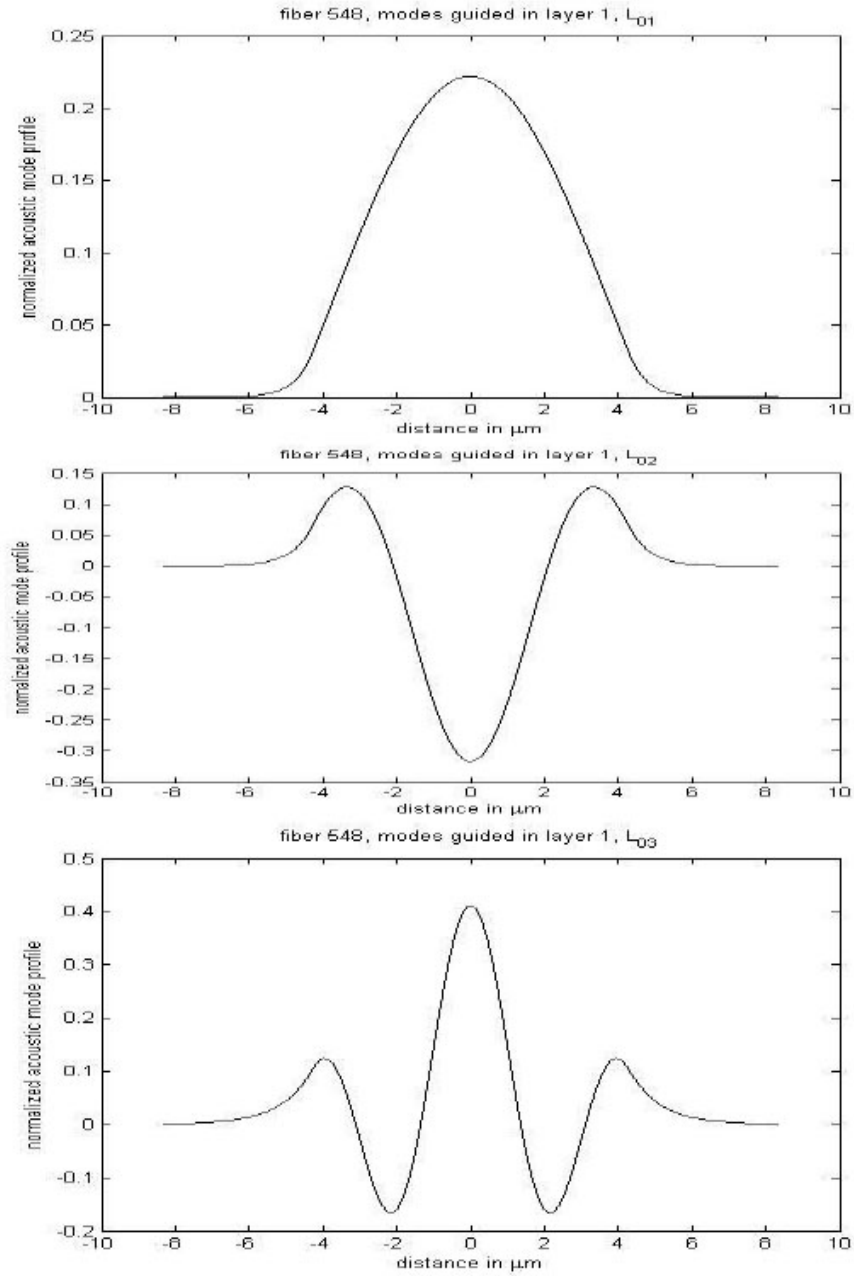 fiber 548, modes guided in layer 1, L01
0.25
0.2
0.15
0.1
0.05
0
normalized acoustic mode profile
-10 -8 -6 -4 -2 0 2 4 6 8 10
distance in μm
fiber 548, modes guided in layer 1, L02
0.15
0.1
0.05
0
-0.05
-0.1
-0.15
-0.2
-0.25
-0.3
-0.35
normalized acoustic mode profile
-10 -8 -6 -4 -2 0 2 4 6 8 10
distance in μm
fiber 548, modes guided in layer 1, L03
0.5
0.4
0.3
0.2
0.1
0
-0.1
-0.2
normalized acoustic mode profile
-10 -8 -6 -4 -2 0 2 4 6 8 10
distance in μm